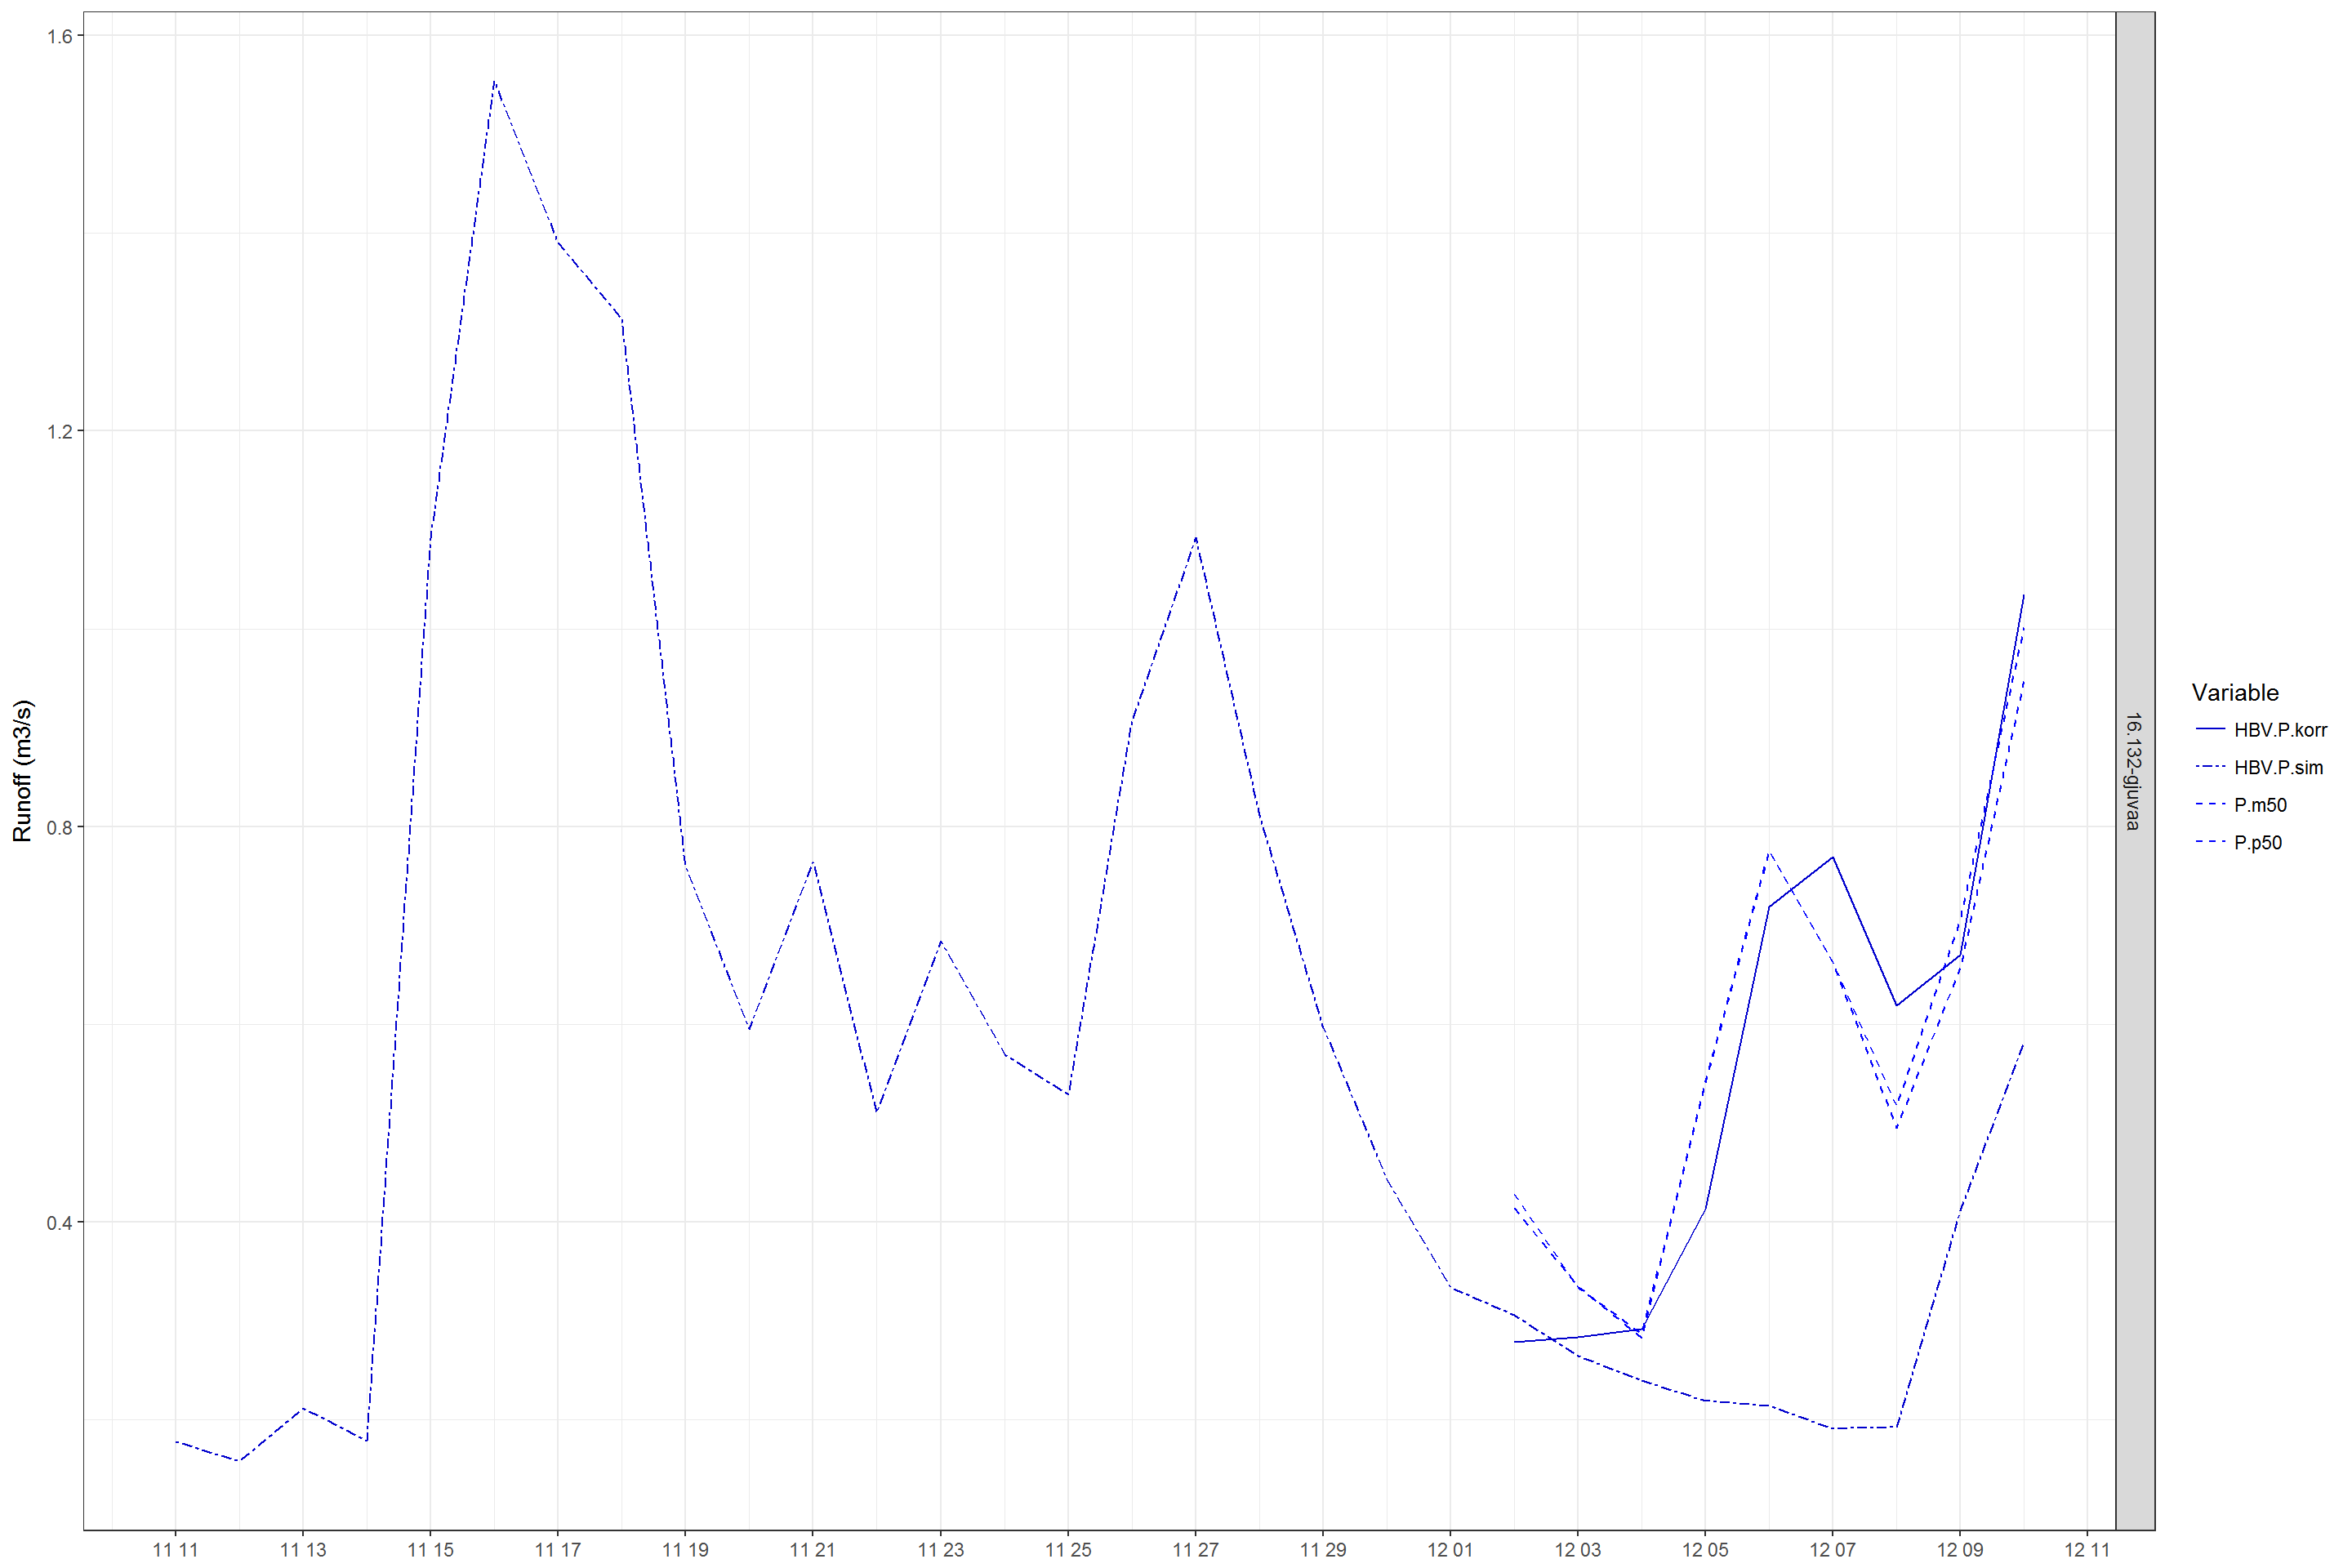 1.6
1.2
0.8
0.4
Runoff (m3/s)
11 11
11 13
11 15
11 17
11 19
11 21
11 23
11 25
11 27
11 29
12 01
12 03
12 05
12 07
12 09
12 11
16.132-gjuvaa
Variable
HBV.P.korr
HBV.P.sim
P.m50
P.p50